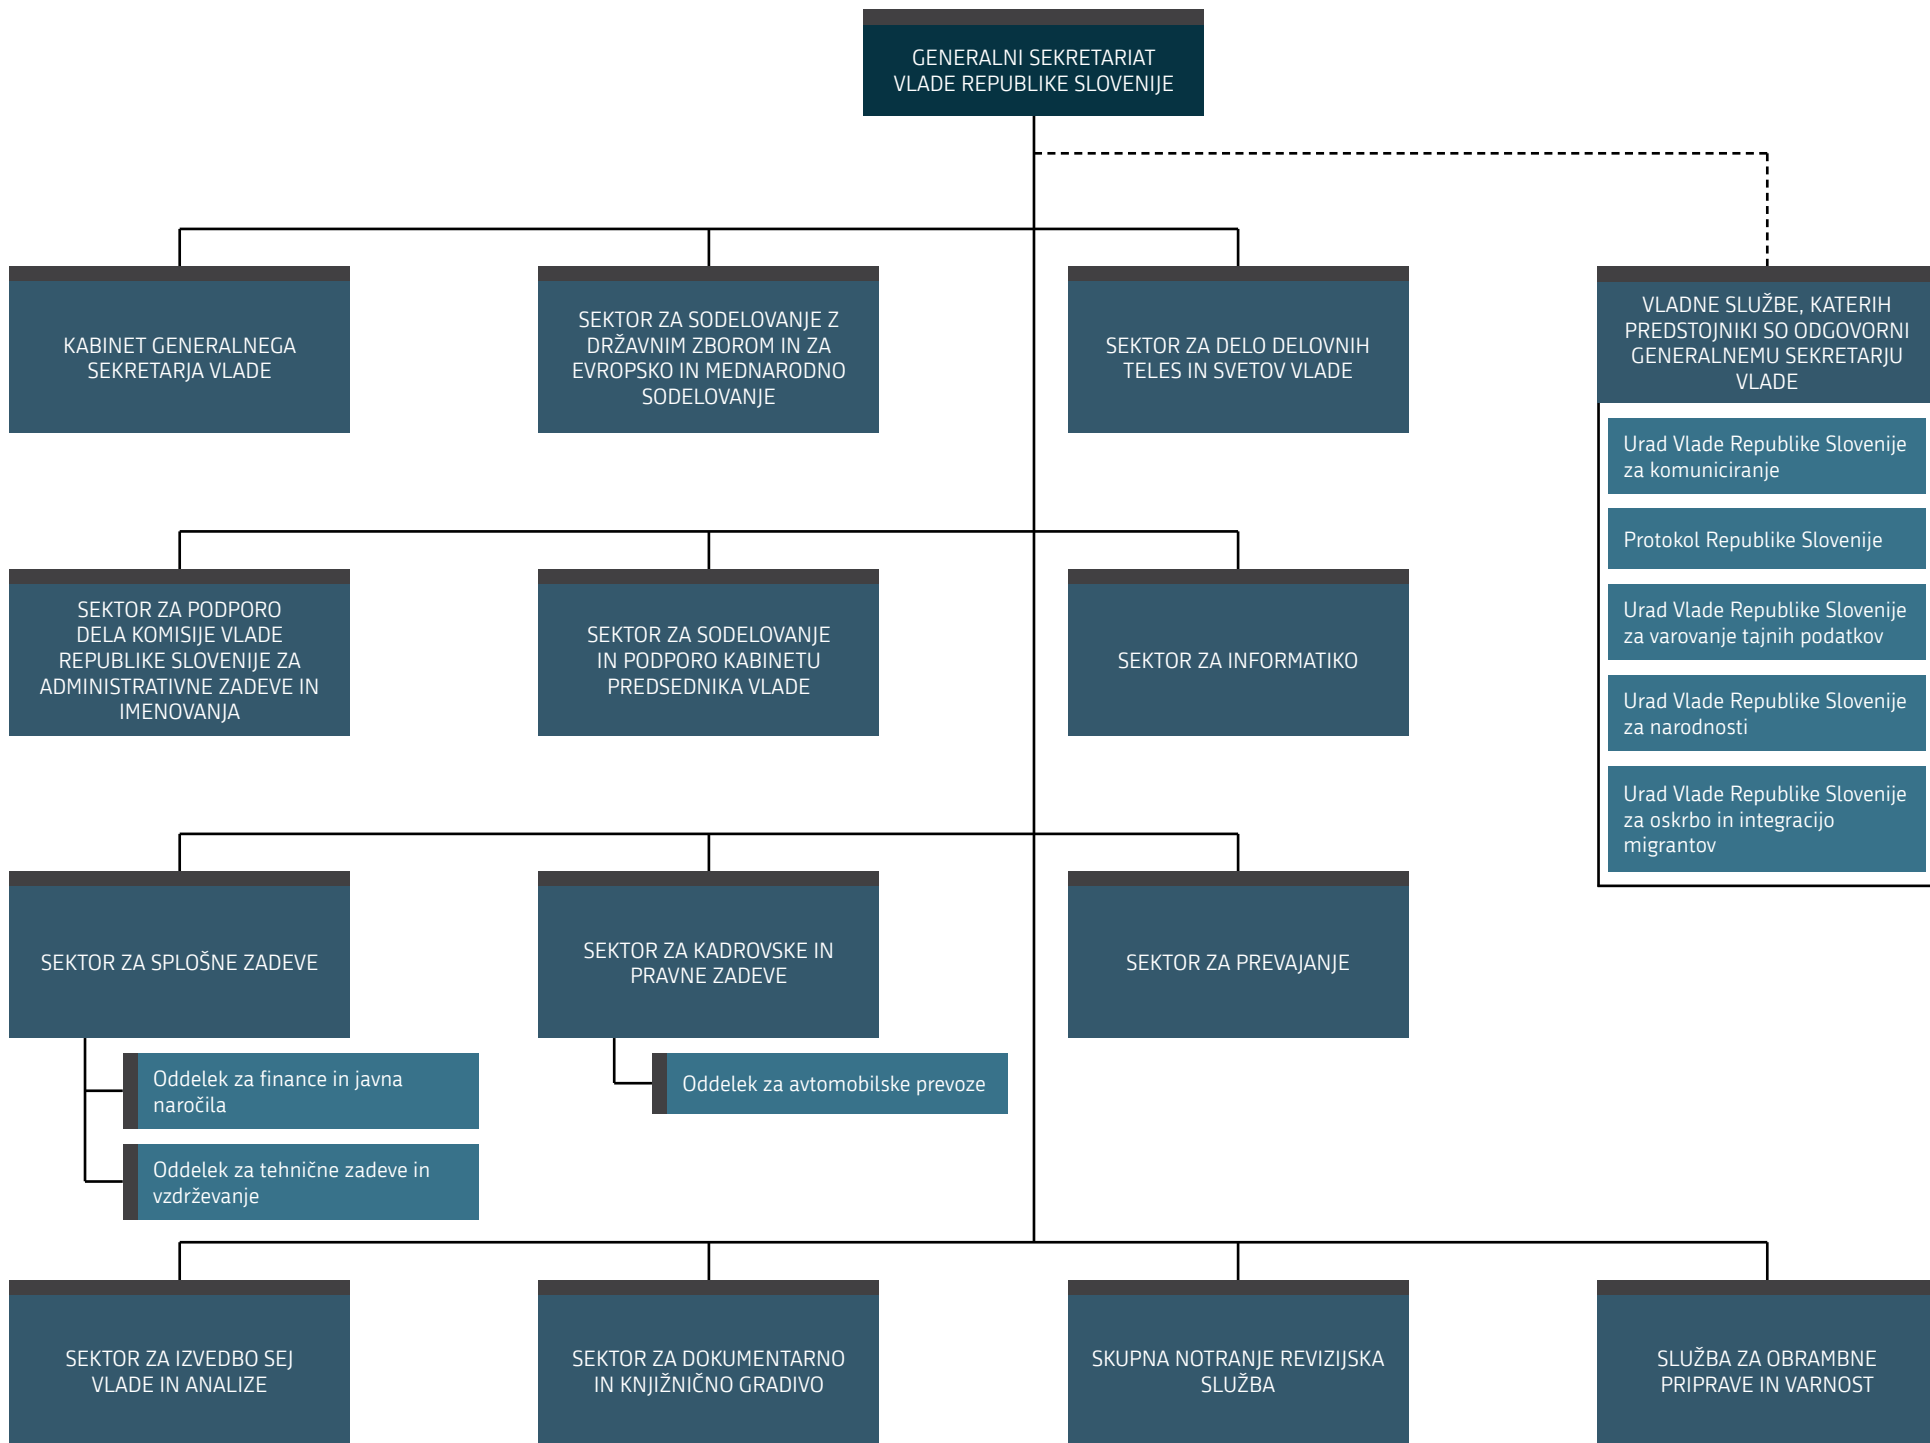 GENERALNI SEKRETARIAT
VLADE REPUBLIKE SLOVENIJE
KABINET GENERALNEGA
SEKRETARJA VLADE
SEKTOR ZA SODELOVANJE Z
DRŽAVNIM ZBOROM IN ZA
EVROPSKO IN MEDNARODNO
SODELOVANJE
SEKTOR ZA DELO DELOVNIH
TELES IN SVETOV VLADE
VLADNE SLUŽBE, KATERIH
PREDSTOJNIKI SO ODGOVORNI
GENERALNEMU SEKRETARJU
VLADE
Urad Vlade Republike Slovenije
za komuniciranje
Protokol Republike Slovenije
Urad Vlade Republike Slovenije
za varovanje tajnih podatkov
Urad Vlade Republike Slovenije
za narodnosti
Urad Vlade Republike Slovenije
za oskrbo in integracijo
migrantov
SEKTOR ZA PODPORO
DELA KOMISIJE VLADE
REPUBLIKE SLOVENIJE ZA
ADMINISTRATIVNE ZADEVE IN
IMENOVANJA
SEKTOR ZA SODELOVANJE
IN PODPORO KABINETU
PREDSEDNIKA VLADE
SEKTOR ZA INFORMATIKO
SEKTOR ZA SPLOŠNE ZADEVE
Oddelek za finance in javna
naročila
Oddelek za tehnične zadeve in
vzdrževanje
SEKTOR ZA KADROVSKE IN
PRAVNE ZADEVE
Oddelek za avtomobilske prevoze
SEKTOR ZA PREVAJANJE
SEKTOR ZA IZVEDBO SEJ
VLADE IN ANALIZE
SEKTOR ZA DOKUMENTARNO
IN KNJIŽNIČNO GRADIVO
SKUPNA NOTRANJE REVIZIJSKA
SLUŽBA
SLUŽBA ZA OBRAMBNE
PRIPRAVE IN VARNOST